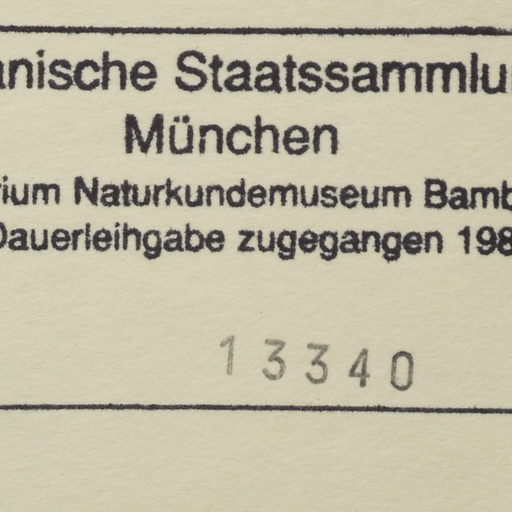 anische Staatssammlu
München
rium Naturkundemuseum Bamb
Dauerleihgabe zugegangen 198
13340